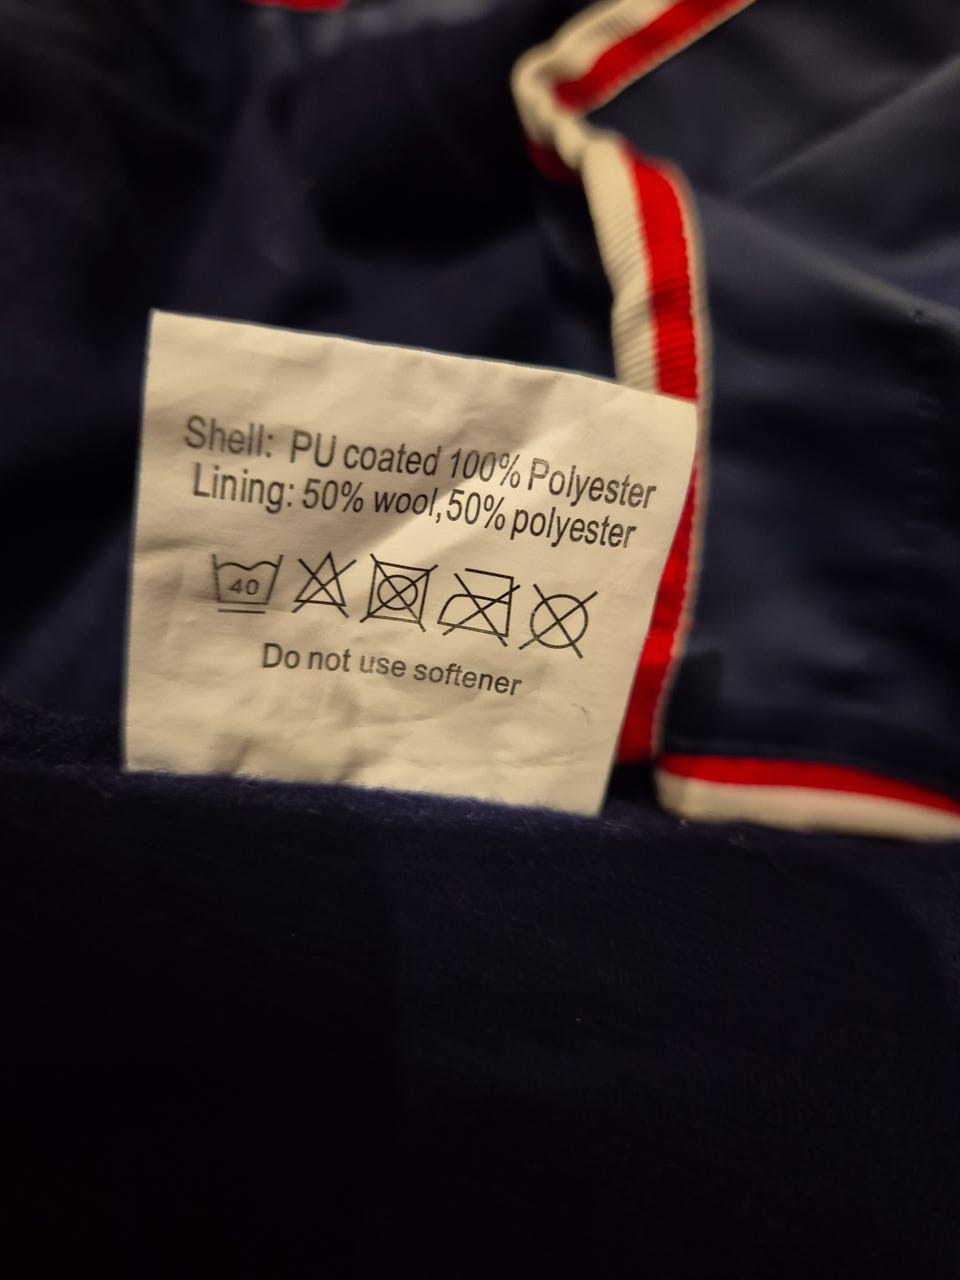 Shell: PU coated 100% Polyester
Lining: 50% wool,50% polyester
40
Do not use softener